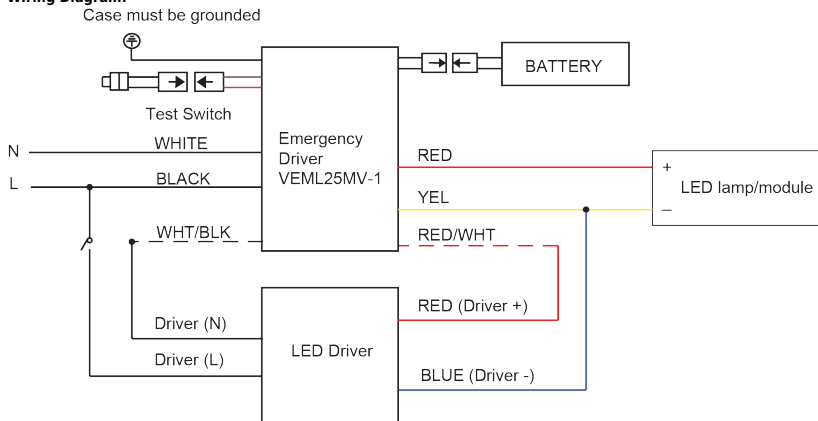 Wiring Diagram:
Case must be grounded
BATTERY
Test Switch
Emergency
Driver
VEML25MV-1
N
WHITE
RED
+
LED lamp/module
L
BLACK
YEL
–
WHT/BLK
RED/WHT
RED (Driver +)
Driver (N)
LED Driver
Driver (L)
BLUE (Driver -)